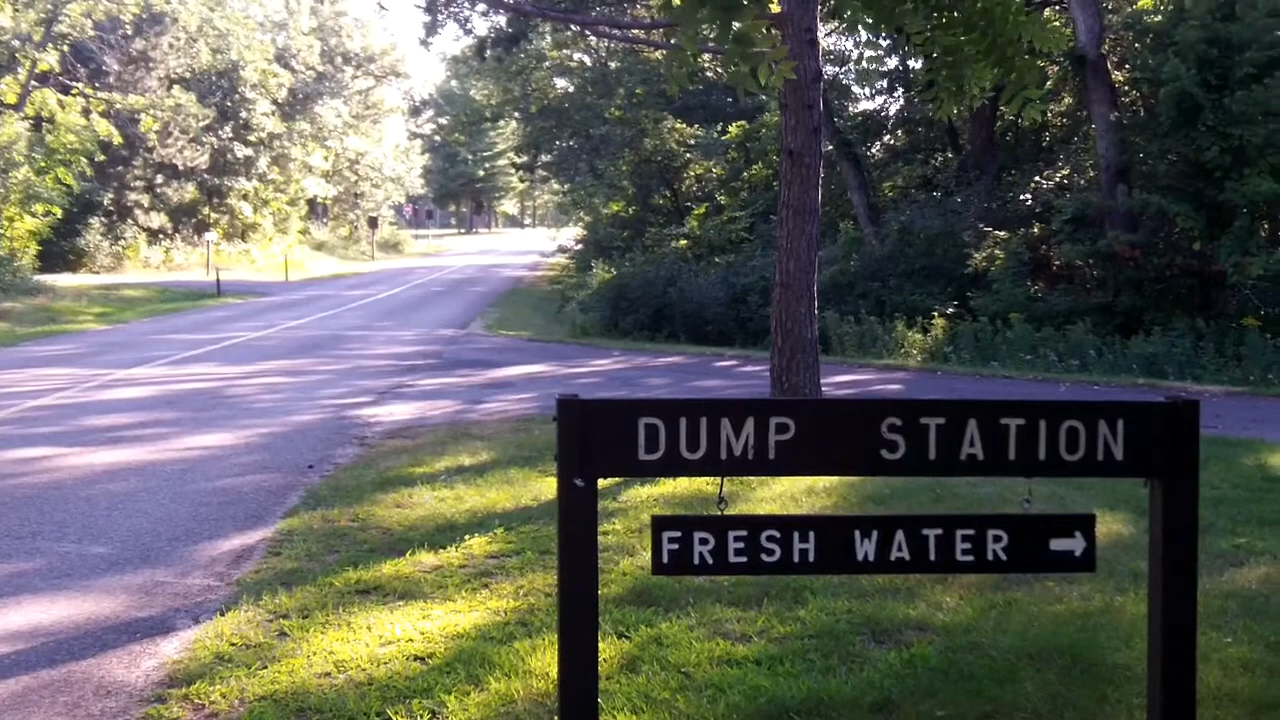 DUMP STATION
FRESH WATER →